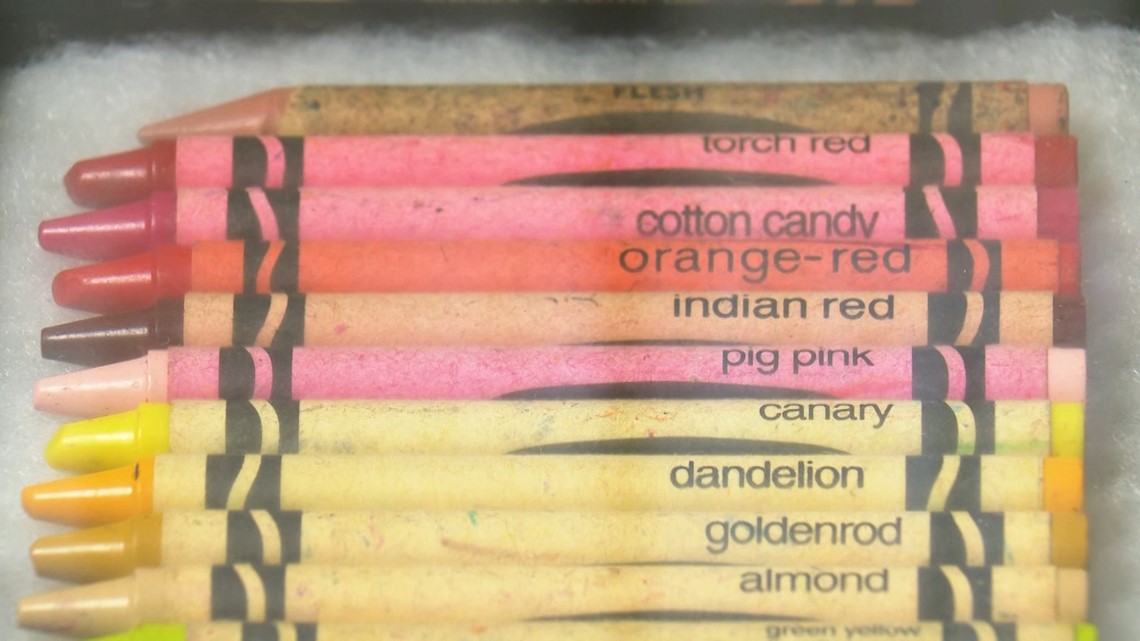 FLESH
torch red
cotton candy
orange-red
indian red
pig pink
canary
dandelion
goldenrod
almond
green yellow